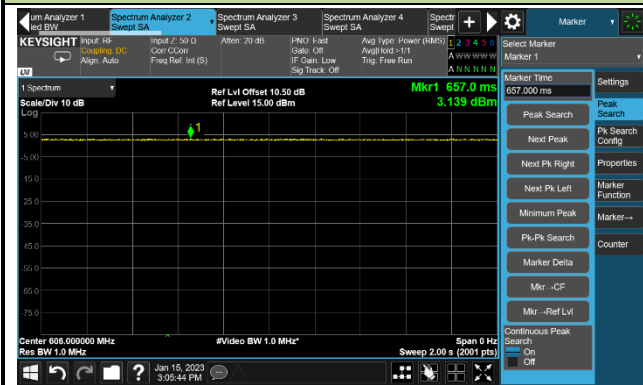 um Analyzer 1
ied BW
Spectrum Analyzer 2
Swept SA
Spectrum Analyzer 3
Swept SA
Spectrum Analyzer 4
Swept SA
Spectr
Swept
Marker
KEYSIGHT
Input: RF
Coupling: DC
Align: Auto
Input Z: 50 Ω
Corr CCorr
Freq Ref: Int (S)
Atten: 20 dB
PNO: Fast
Gate: Off
IF Gain: Low
Sig Track: Off
Avg Type: Power (RMS)
Avg|Hold:>1/1
Trig: Free Run
1 2 3 4 5 6
A W W W W W
A N N N N N
Select Marker
Marker 1
LXI
1 Spectrum
Scale/Div 10 dB
Log
Ref Lvl Offset 10.50 dB
Ref Level 15.00 dBm
Mkr1 657.0 ms
3.139 dBm
1
5.00
-5.00
-15.0
-25.0
-35.0
-45.0
-55.0
-65.0
-75.0
Center 606.000000 MHz
Res BW 1.0 MHz
#Video BW 1.0 MHz*
Span 0 Hz
Sweep 2.00 s (2001 pts)
Marker Time
657.000 ms
Peak Search
Next Peak
Next Pk Right
Next Pk Left
Minimum Peak
Pk-Pk Search
Marker Delta
Mkr→CF
Mkr→Ref Lvl
Continuous Peak
Search
On
Off
Settings
Peak
Search
Pk Search
Config
Properties
Marker
Function
Marker→
Counter
?
Jan 15, 2023
3:05:44 PM